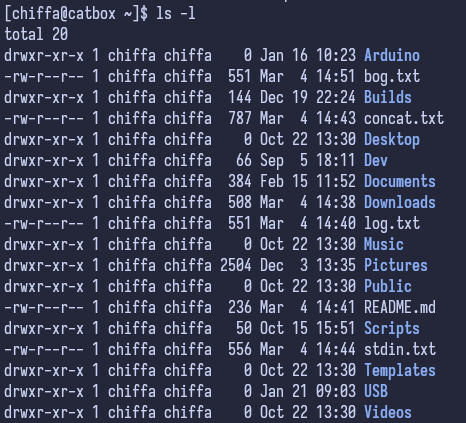 [chiffa@catbox ~]$ ls -l
total 20
drwxr-xr-x 1 chiffa chiffa    0 Jan 16 10:23 Arduino
-rw-r--r-- 1 chiffa chiffa  551 Mar  4 14:51 bog.txt
drwxr-xr-x 1 chiffa chiffa  144 Dec 19 22:24 Builds
-rw-r--r-- 1 chiffa chiffa  787 Mar  4 14:43 concat.txt
drwxr-xr-x 1 chiffa chiffa    0 Oct 22 13:30 Desktop
drwxr-xr-x 1 chiffa chiffa   66 Sep  5 18:11 Dev
drwxr-xr-x 1 chiffa chiffa  384 Feb 15 11:52 Documents
drwxr-xr-x 1 chiffa chiffa  508 Mar  4 14:38 Downloads
-rw-r--r-- 1 chiffa chiffa  551 Mar  4 14:40 log.txt
drwxr-xr-x 1 chiffa chiffa    0 Oct 22 13:30 Music
drwxr-xr-x 1 chiffa chiffa 2504 Dec  3 13:35 Pictures
drwxr-xr-x 1 chiffa chiffa    0 Oct 22 13:30 Public
-rw-r--r-- 1 chiffa chiffa  236 Mar  4 14:41 README.md
drwxr-xr-x 1 chiffa chiffa   50 Oct 15 15:51 Scripts
-rw-r--r-- 1 chiffa chiffa  556 Mar  4 14:44 stdin.txt
drwxr-xr-x 1 chiffa chiffa    0 Oct 22 13:30 Templates
drwxr-xr-x 1 chiffa chiffa    0 Jan 21 09:03 USB
drwxr-xr-x 1 chiffa chiffa    0 Oct 22 13:30 Videos